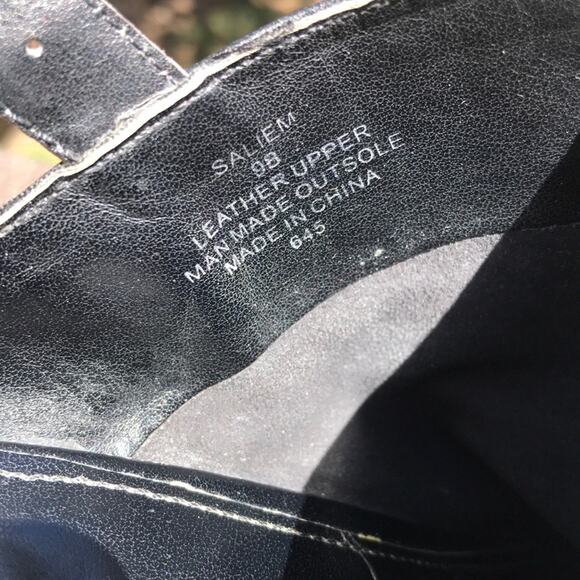 SALIEM
9B
LEATHER UPPER
MAN MADE OUTSOLE
MADE IN CHINA
645